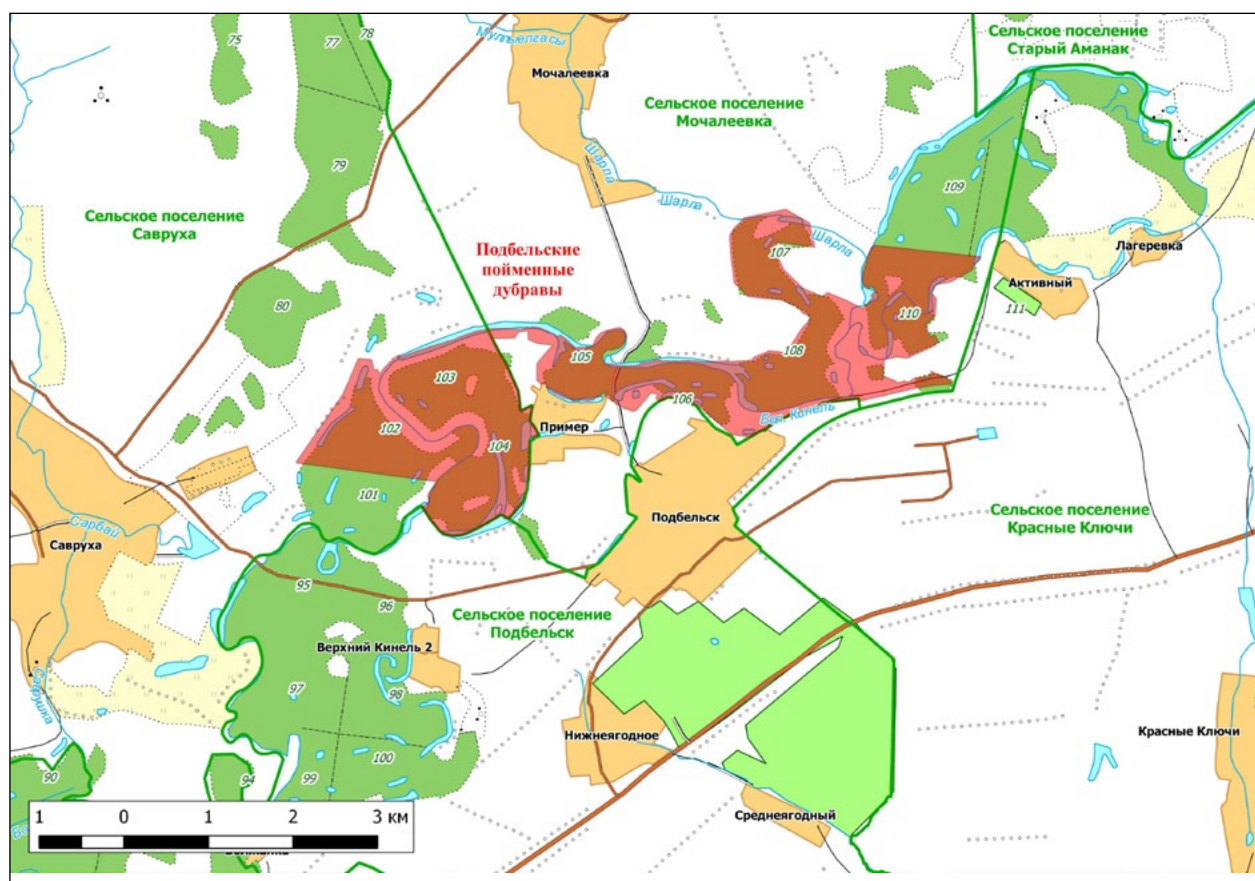 75
77
78
Муллыелгасы
Мочалеевка
Сельское поселение
Старый Аманак
Сельское поселение
Мочалеевка
79
Шарла
Шарла
Шарла
109
Сельское поселение
Савруха
Подбельские
пойменные
дубравы
107
Лагеревка
Активный
111
80
110
105
108
103
106
Бол. Кинель
102
Пример
104
101
Подбельск
Сельское поселение
Красные Ключи
Сарбай
Савруха
95
96
Сельское поселение
Подбельск
Верхний Кинель 2
97
98
Нижнеягодное
Красные Ключи
90
94
99
100
Среднеягодный
1 0 1 2 3 км